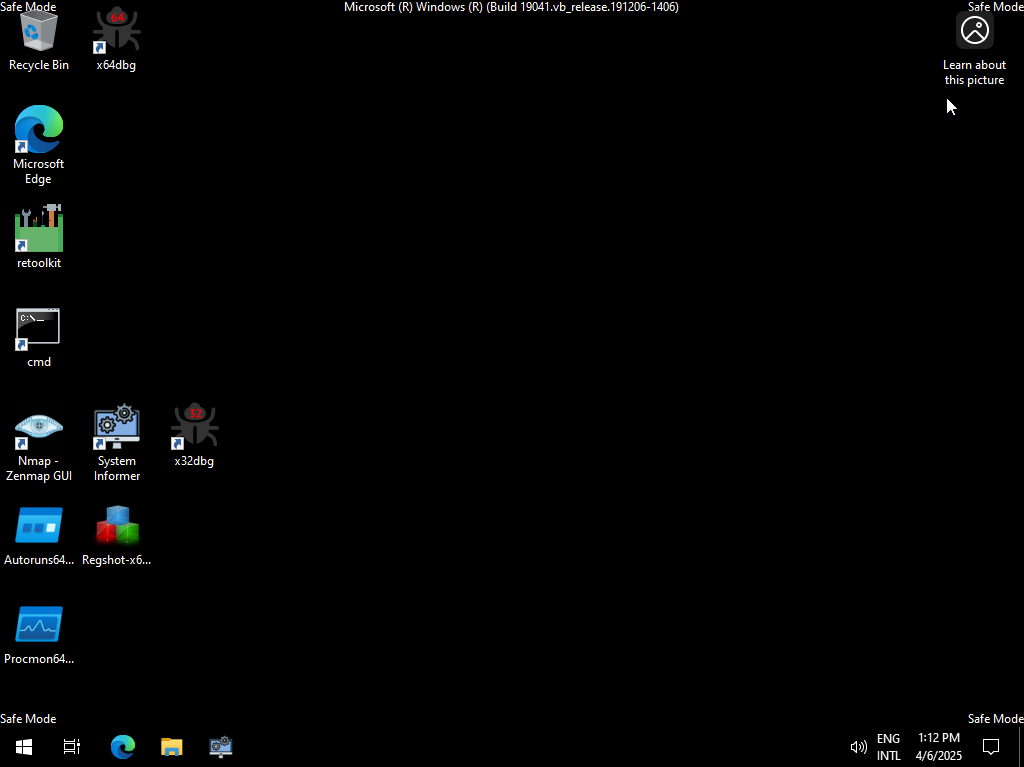 Safe Mode
Microsoft (R) Windows (R) (Build 19041.vb_release.191206-1406)
Safe Mode
64
Recycle Bin
x64dbg
Learn about
this picture
Microsoft
Edge
retoolkit
C:\_
cmd
32
Nmap -
Zenmap GUI
System
Informer
x32dbg
Autoruns64...
Regshot-x6...
Procmon64...
Safe Mode
Safe Mode
ENG
INTL
1:12 PM
4/6/2025